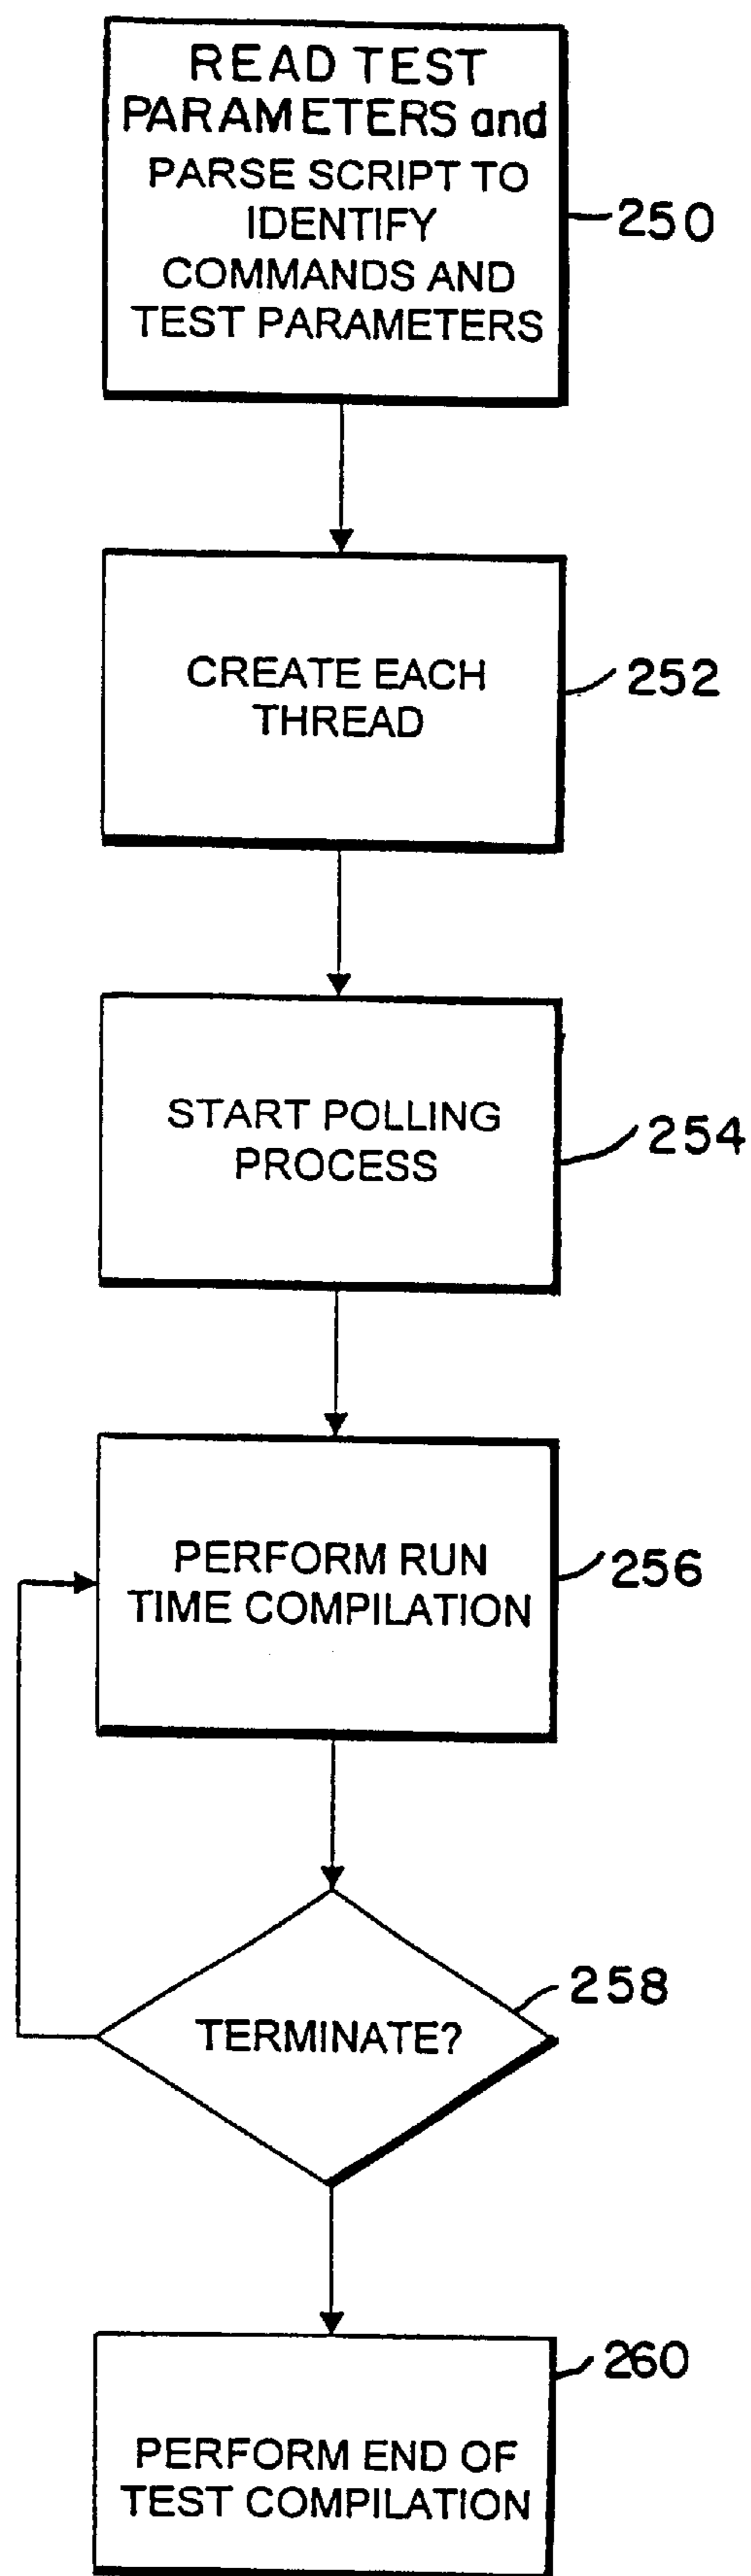 READ TEST
PARAMETERS and
PARSE SCRIPT TO
IDENTIFY
COMMANDS AND
TEST PARAMETERS
250
CREATE EACH
THREAD
252
START POLLING
PROCESS
254
PERFORM RUN
TIME COMPILATION
256
TERMINATE?
258
260
PERFORM END OF
TEST COMPILATION